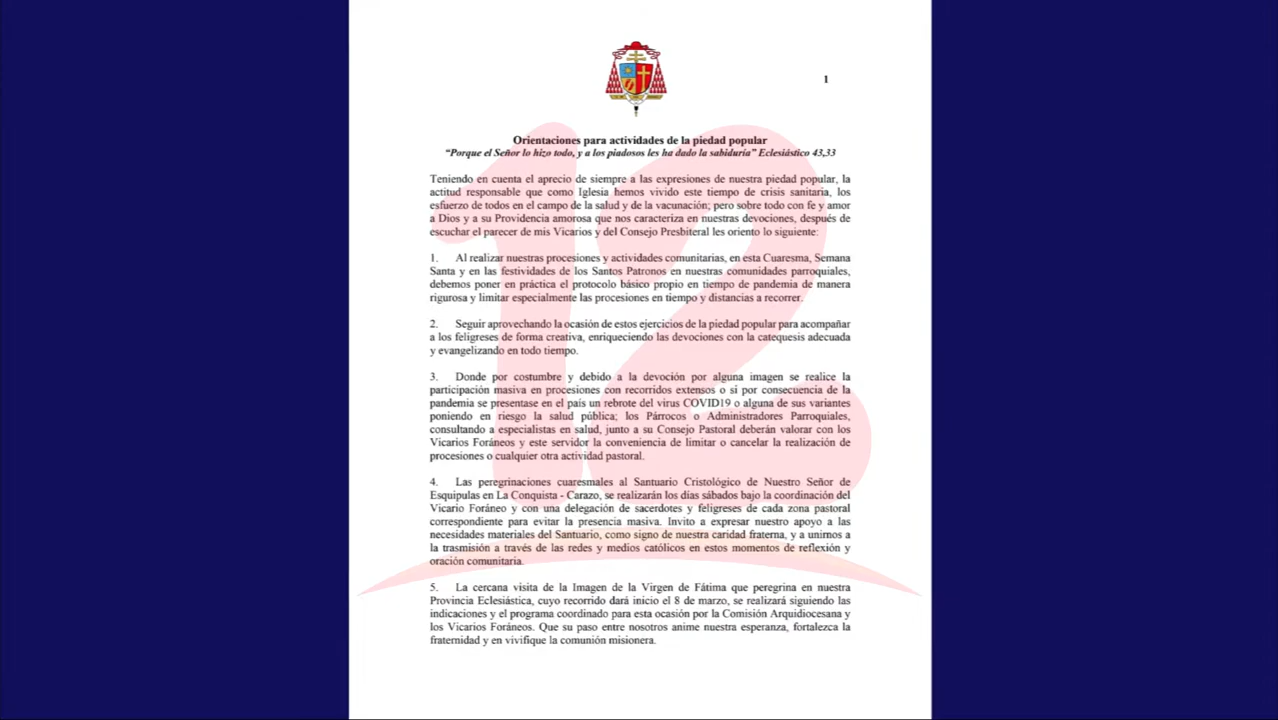 1
Orientaciones para actividades de la piedad popular
“Porque el Señor lo hizo todo, y a los piadosos les ha dado la sabiduría” Eclesiástico 43,33
Teniendo en cuenta el aprecio de siempre a las expresiones de nuestra piedad popular, la
actitud responsable que como Iglesia hemos vivido este tiempo de crisis sanitaria, los
esfuerzo de todos en el campo de la salud y de la vacunación; pero sobre todo con fe y amor
a Dios y a su Providencia amorosa que nos caracteriza en nuestras devociones, después de
escuchar el parecer de mis Vicarios y del Consejo Presbiteral les oriento lo siguiente:
1. Al realizar nuestras procesiones y actividades comunitarias, en esta Cuaresma, Semana
Santa y en las festividades de los Santos Patronos en nuestras comunidades parroquiales,
debemos poner en práctica el protocolo básico propio en tiempo de pandemia de manera
rigurosa y limitar especialmente las procesiones en tiempo y distancias a recorrer.
2. Seguir aprovechando la ocasión de estos ejercicios de la piedad popular para acompañar
a los feligreses de forma creativa, enriqueciendo las devociones con la catequesis adecuada
y evangelizando en todo tiempo.
3. Donde por costumbre y debido a la devoción por alguna imagen se realice la
participación masiva en procesiones con recorridos extensos o si por consecuencia de la
pandemia se presentase en el país un rebrote del virus COVID19 o alguna de sus variantes
poniendo en riesgo la salud pública; los Párrocos o Administradores Parroquiales,
consultando a especialistas en salud, junto a su Consejo Pastoral deberán valorar con los
Vicarios Foráneos y este servidor la conveniencia de limitar o cancelar la realización de
procesiones o cualquier otra actividad pastoral.
4. Las peregrinaciones cuaresmales al Santuario Cristológico de Nuestro Señor de
Esquipulas en La Conquista - Carazo, se realizarán los días sábados bajo la coordinación del
Vicario Foráneo y con una delegación de sacerdotes y feligreses de cada zona pastoral
correspondiente para evitar la presencia masiva. Invito a expresar nuestro apoyo a las
necesidades materiales del Santuario, como signo de nuestra caridad fraterna, y a unirnos a
la trasmisión a través de las redes y medios católicos en estos momentos de reflexión y
oración comunitaria.
5. La cercana visita de la Imagen de la Virgen de Fátima que peregrina en nuestra
Provincia Eclesiástica, cuyo recorrido dará inicio el 8 de marzo, se realizará siguiendo las
indicaciones y el programa coordinado para esta ocasión por la Comisión Arquidiocesana y
los Vicarios Foráneos. Que su paso entre nosotros anime nuestra esperanza, fortalezca la
fraternidad y en vivifique la comunión misionera.
12